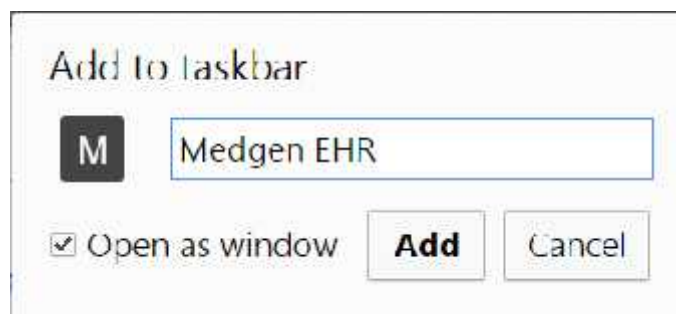 Add to taskbar
M
Medgen EHR
Open as window
Add
Cancel